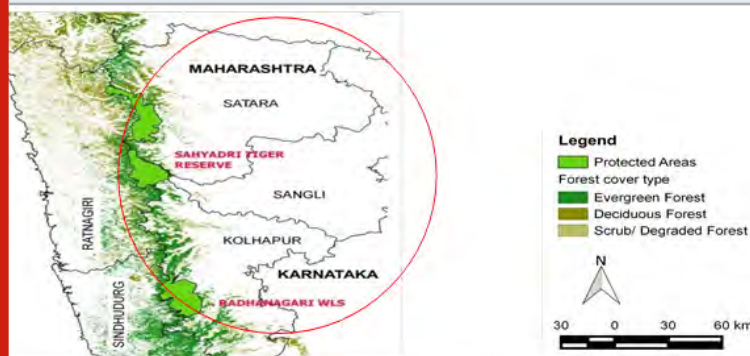 MAHARASHTRA
SATARA
SAHYADRI TIGER
RESERVE
SANGLI
RATNAGIRI
KOLHAPUR
KARNATAKA
SINDHUDURG
RADHANAGARI WLS
Legend
Protected Areas
Forest cover type
Evergreen Forest
Deciduous Forest
Scrub/ Degraded Forest
N
30 0 30 60 km